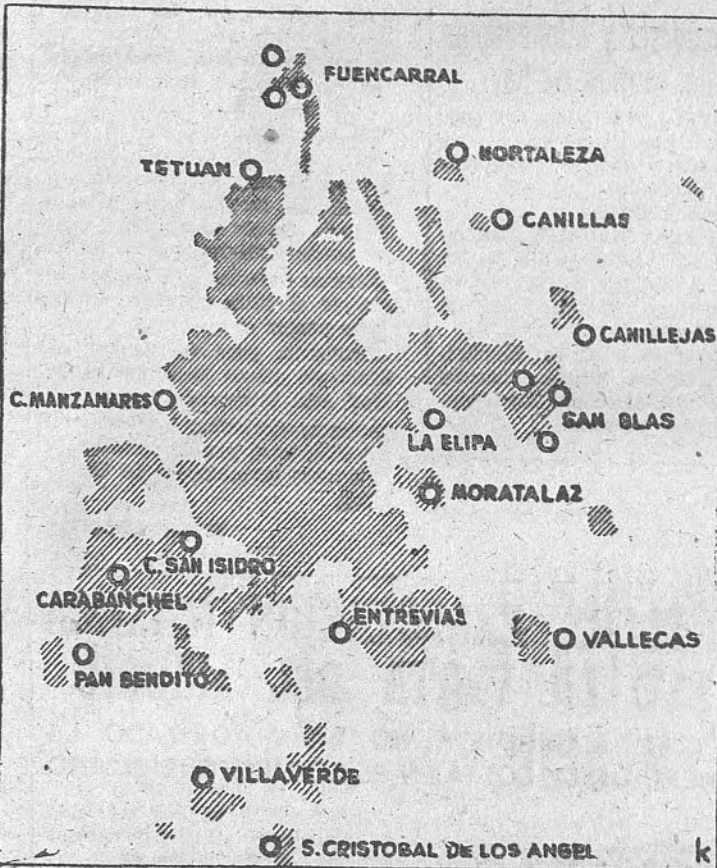 FUENCARRAL
TETUAN
HORTALEZA
CANILLAS
CANILLEJAS
C.MANZANARES
SAN BLAS
LA ELIPA
MORATALAZ
C.SAN ISIDRO
CARABANCHEL
ENTREVIAS
VALLECAS
PAN BENDITO
VILLAVERDE
S.CRISTOBAL DE LOS ANGEL
k